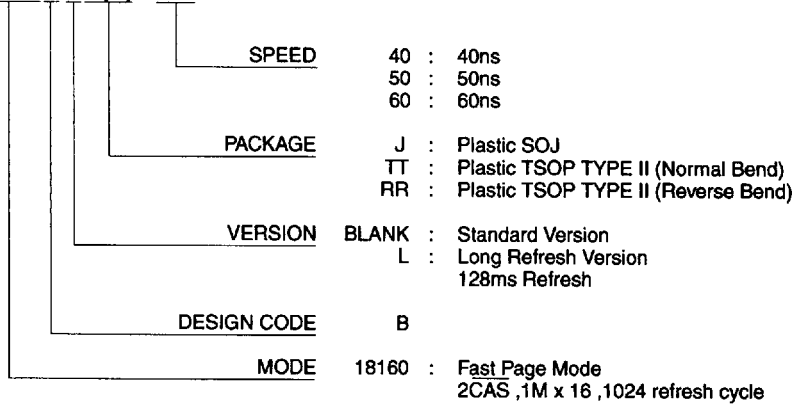 SPEED 40 : 40ns
50 : 50ns
60 : 60ns
PACKAGE J : Plastic SOJ
TT : Plastic TSOP TYPE II (Normal Bend)
RR : Plastic TSOP TYPE II (Reverse Bend)
VERSION BLANK : Standard Version
L : Long Refresh Version
128ms Refresh
DESIGN CODE B
MODE 18160 : Fast Page Mode
2CAS ,1M x 16 ,1024 refresh cycle